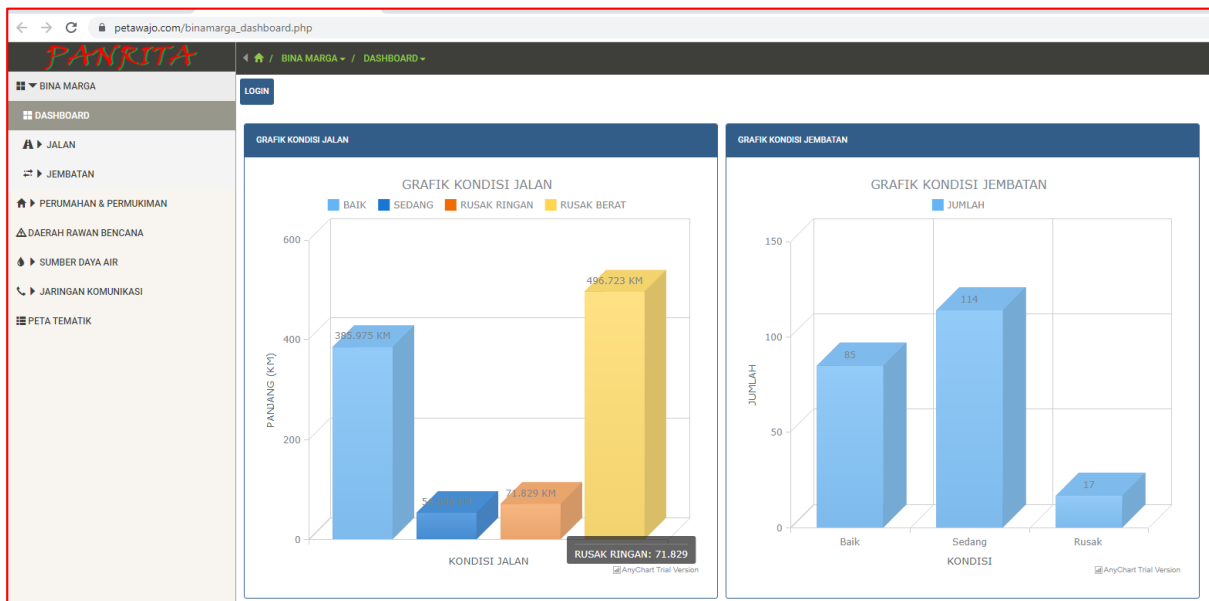 petawajo.com/binamarga_dashboard.php
PANRITA
/ BINA MARGA / DASHBOARD
BINA MARGA
LOGIN
DASHBOARD
JALAN
JEMBATAN
PERUMAHAN & PERMUKIMAN
DAERAH RAWAN BENCANA
SUMBER DAYA AIR
JARINGAN KOMUNIKASI
PETA TEMATIK
GRAFIK KONDISI JALAN
GRAFIK KONDISI JALAN
BAIK SEDANG RUSAK RINGAN RUSAK BERAT
PANJANG (KM)
600
400
200
0
385.975 KM
71.829 KM
496.723 KM
KONDISI JALAN
RUSAK RINGAN: 71.829
AnyChart Trial Version
GRAFIK KONDISI JEMBATAN
GRAFIK KONDISI JEMBATAN
JUMLAH
JUMLAH
150
100
50
0
85
114
17
Baik Sedang Rusak
KONDISI
AnyChart Trial Version